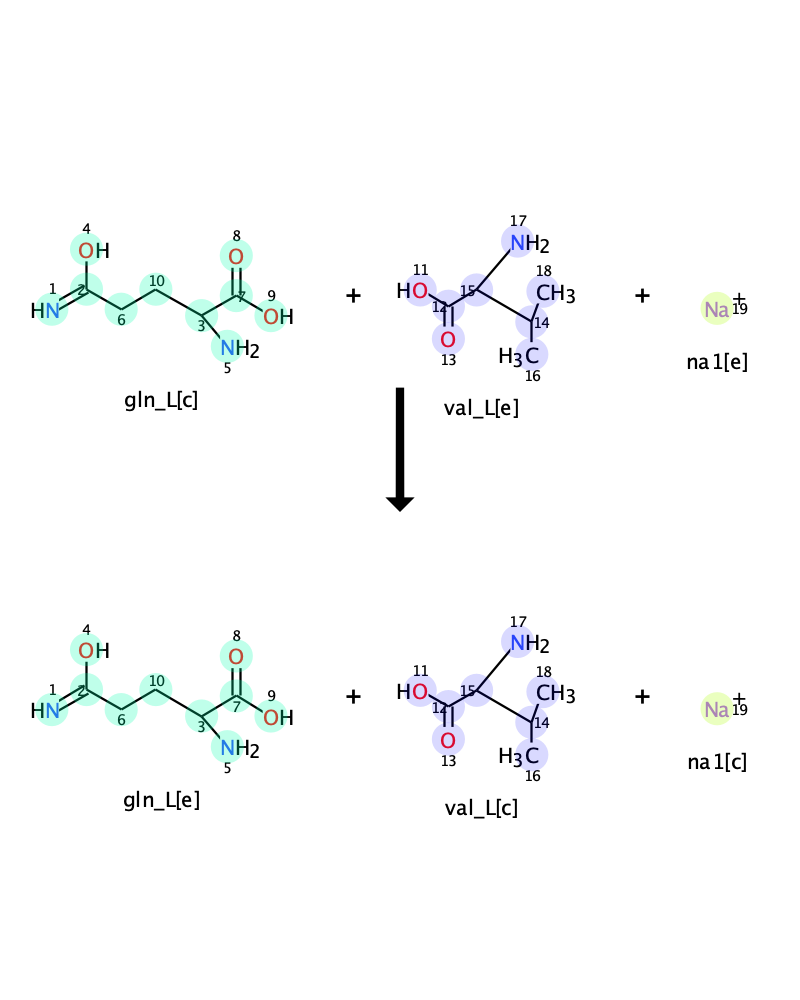 4
OH
8
O
1
2
10
9
HN
6
3
7
OH
NH2
5
gln_L[c]
+
17
NH2
11
18
HO
15
CH3
12
14
O
H3C
13
16
val_L[e]
+
Na+
19
na1[e]
4
OH
8
O
1
2
10
9
HN
6
3
7
OH
NH2
5
gln_L[e]
+
17
NH2
11
18
HO
15
CH3
12
14
O
H3C
13
16
val_L[c]
+
Na+
19
na1[c]